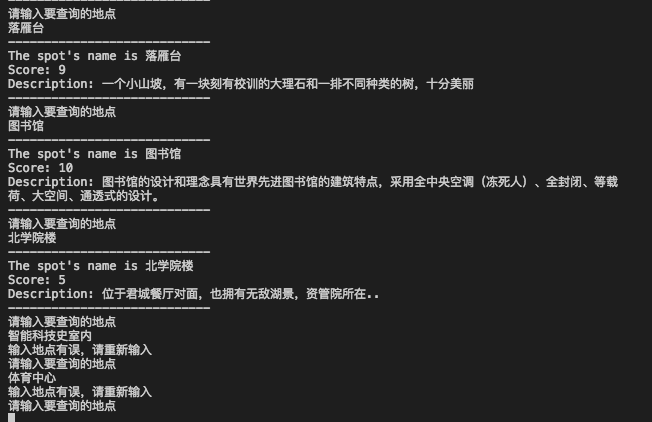 ----------------------------
请输入要查询的地点
落雁台
----------------------------
The spot's name is 落雁台
Score: 9
Description: 一个小山坡，有一块刻有校训的大理石和一排不同种类的树，十分美丽
----------------------------
请输入要查询的地点
图书馆
----------------------------
The spot's name is 图书馆
Score: 10
Description: 图书馆的设计和理念具有世界先进图书馆的建筑特点，采用全中央空调（冻死人）、全封闭、等载
荷、大空间、通透式的设计。
----------------------------
请输入要查询的地点
北学院楼
----------------------------
The spot's name is 北学院楼
Score: 5
Description: 位于君城餐厅对面，也拥有无敌湖景，资管院所在..
----------------------------
请输入要查询的地点
智能科技史室内
输入地点有误，请重新输入
请输入要查询的地点
体育中心
输入地点有误，请重新输入
请输入要查询的地点